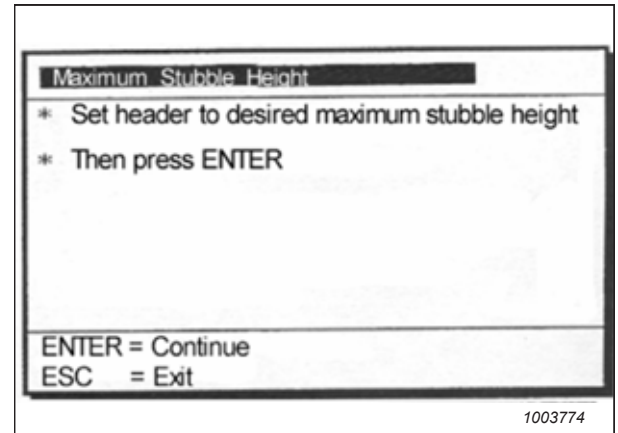 Maximum Stubble Height
* Set header to desired maximum stubble height
* Then press ENTER
ENTER = Continue
ESC = Exit
1003774